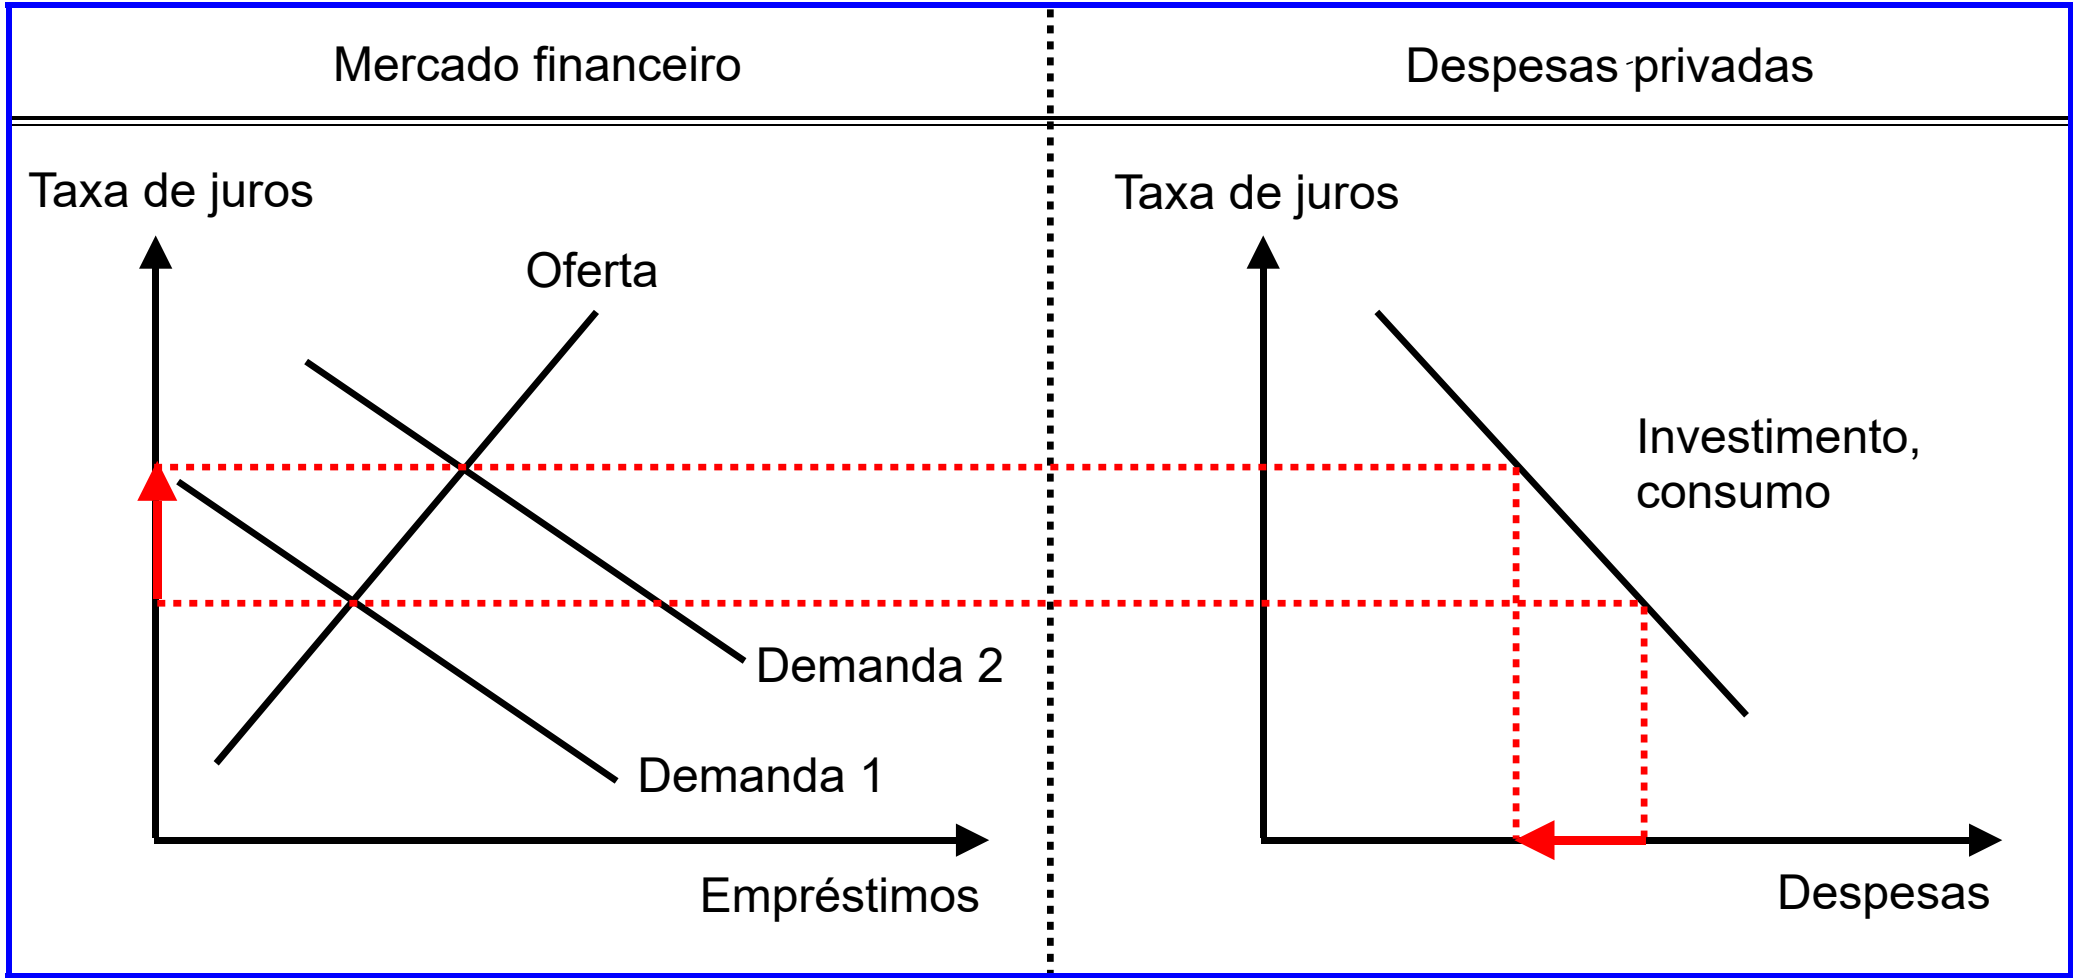 Mercado financeiro
Despesas privadas
Taxa de juros
Oferta
Demanda 2
Demanda 1
Empréstimos
Taxa de juros
Investimento,
consumo
Despesas